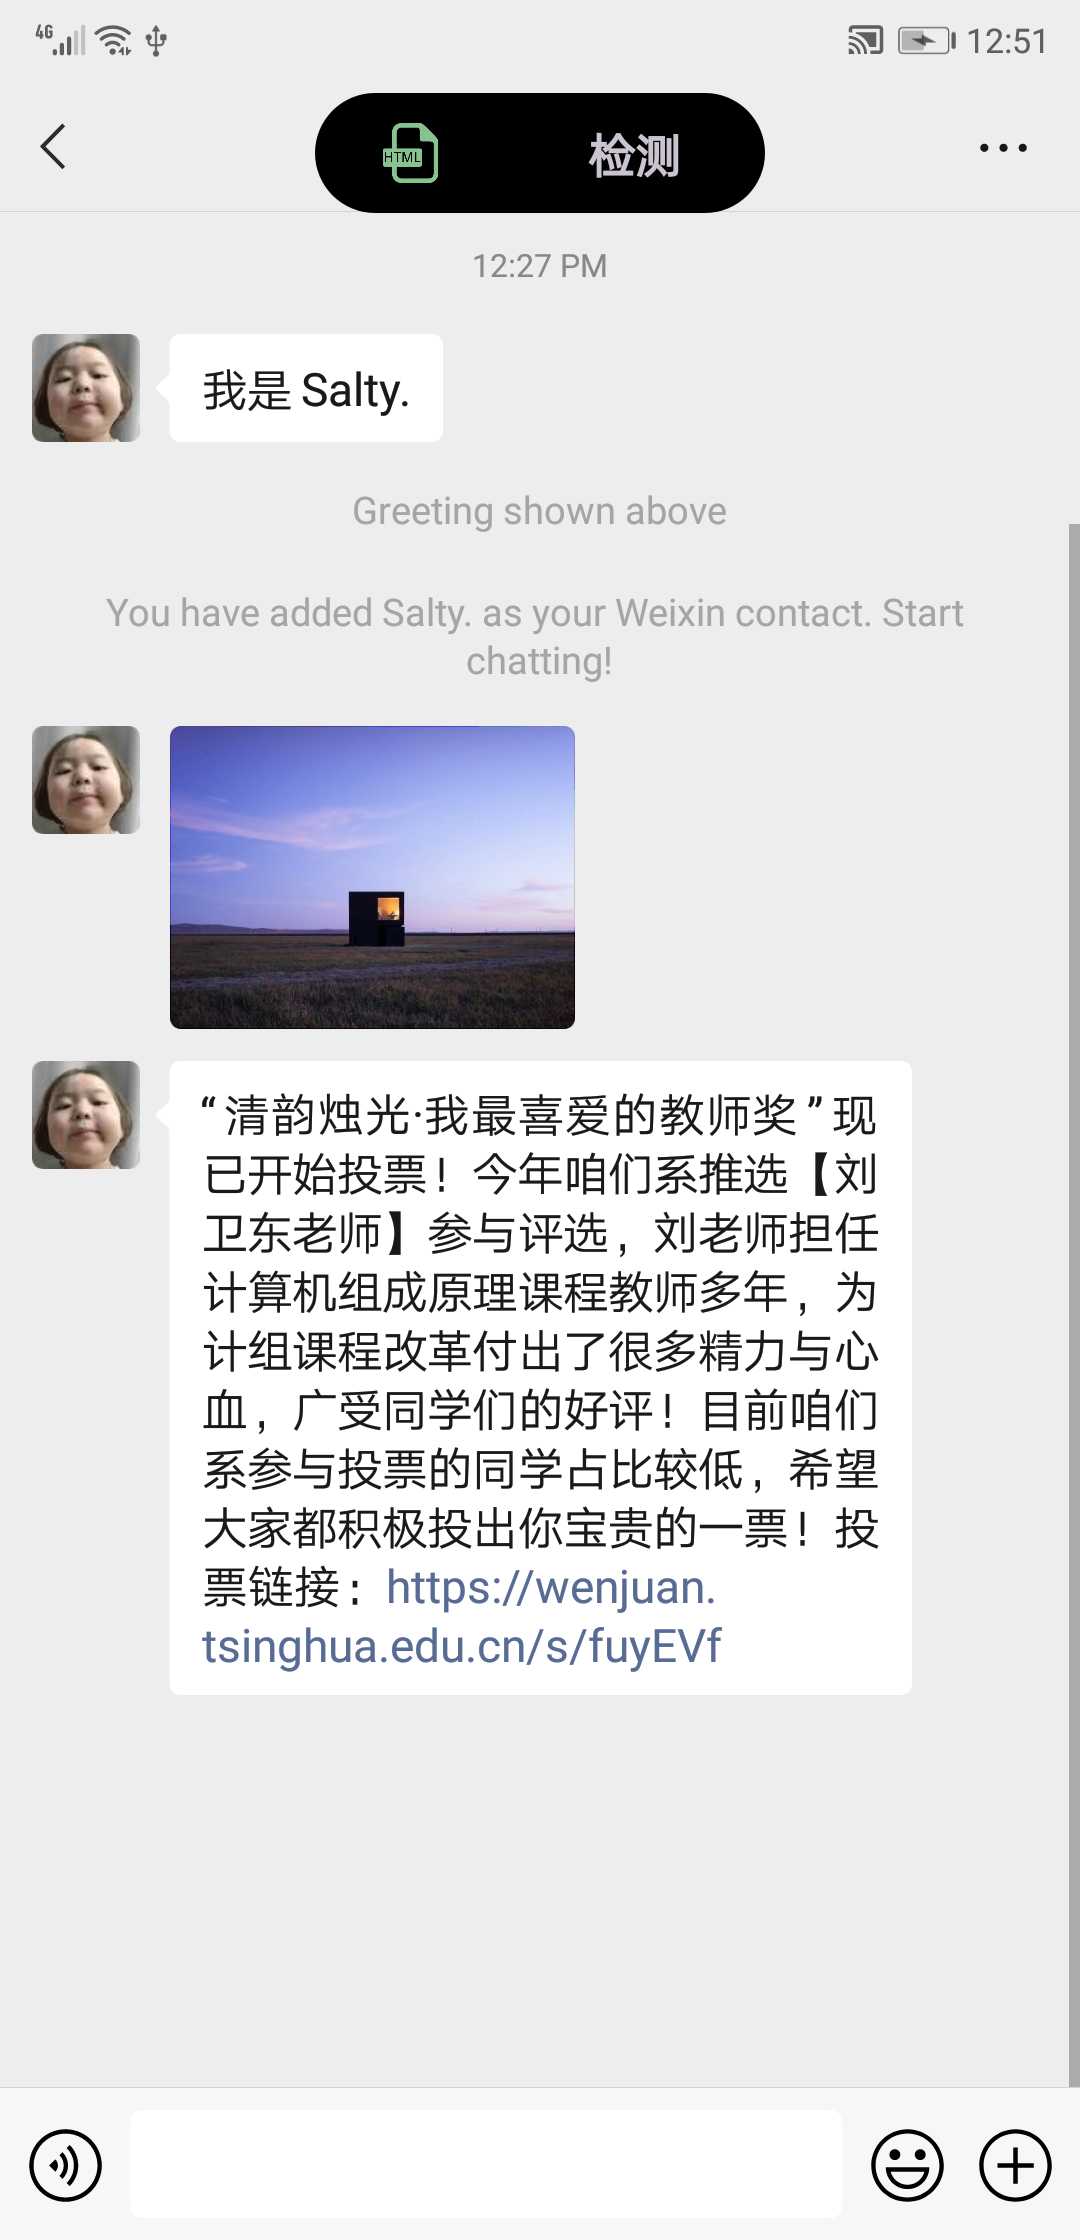 4G 12:51
HTML 检测
12:27 PM
我是 Salty.
Greeting shown above
You have added Salty. as your Weixin contact. Start
chatting!
“清韵烛光·我最喜爱的教师奖”现
已开始投票！今年咱们系推选【刘
卫东老师】参与评选，刘老师担任
计算机组成原理课程教师多年，为
计组课程改革付出了很多精力与心
血，广受同学们的好评！目前咱们
系参与投票的同学占比较低，希望
大家都积极投出你宝贵的一票！投
票链接：https://wenjuan.
tsinghua.edu.cn/s/fuyEVf